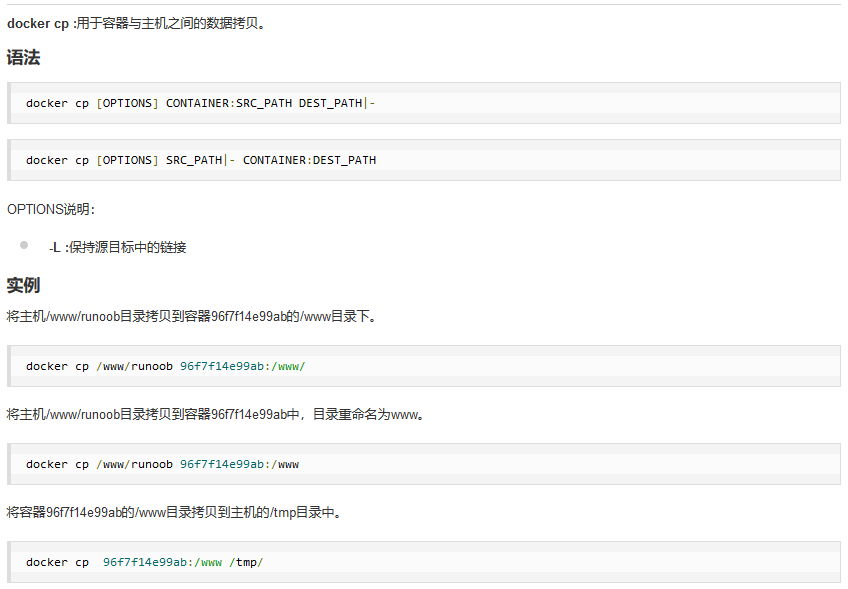 docker cp :用于容器与主机之间的数据拷贝。
语法
docker cp [OPTIONS] CONTAINER:SRC_PATH DEST_PATH|-
docker cp [OPTIONS] SRC_PATH|- CONTAINER:DEST_PATH
OPTIONS说明：
-L :保持源目标中的链接
实例
将主机/www/runoob目录拷贝到容器96f7f14e99ab的/www目录下。
docker cp /www/runoob 96f7f14e99ab:/www/
将主机/www/runoob目录拷贝到容器96f7f14e99ab中，目录重命名为www。
docker cp /www/runoob 96f7f14e99ab:/www
将容器96f7f14e99ab的/www目录拷贝到主机的/tmp目录中。
docker cp  96f7f14e99ab:/www /tmp/